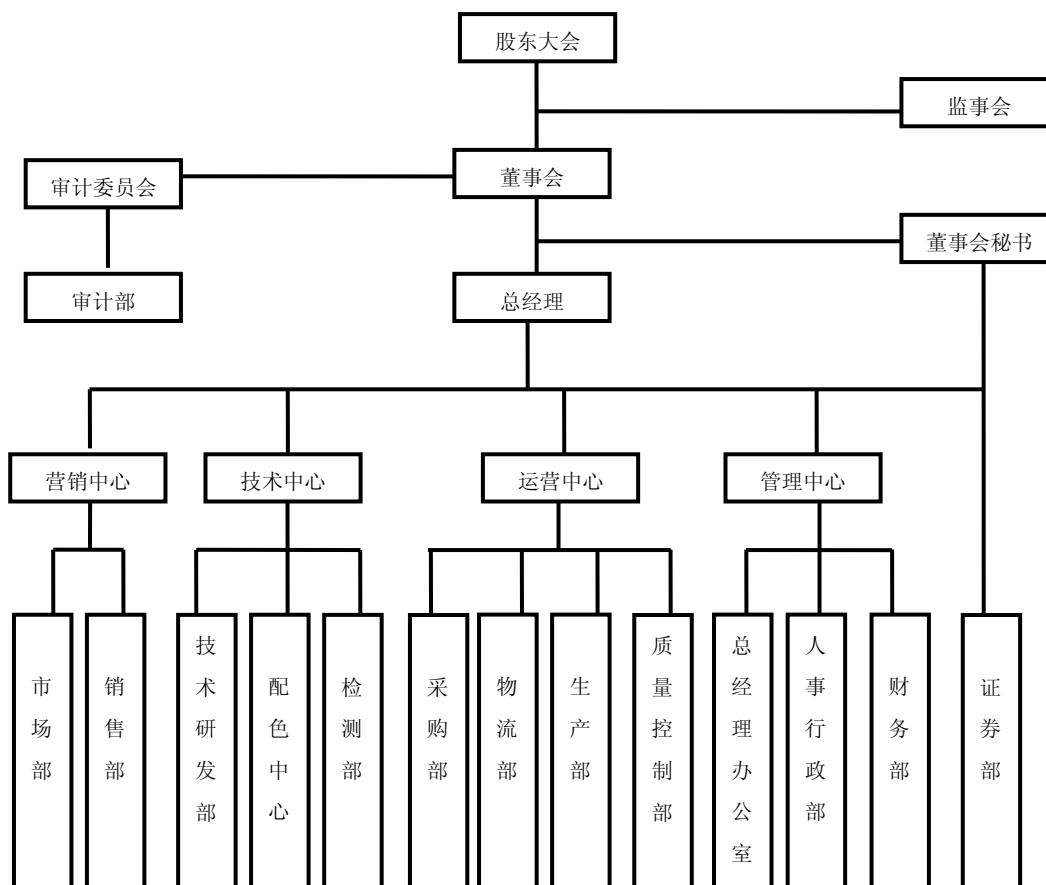 股东大会
监事会
董事会
审计委员会
董事会秘书
审计部
总经理
营销中心
技术中心
运营中心
管理中心
市场部
销售部
技术研发部
配色中心
检测部
采购部
物流部
生产部
质量控制部
总经理办公室
人事行政部
财务部
证券部